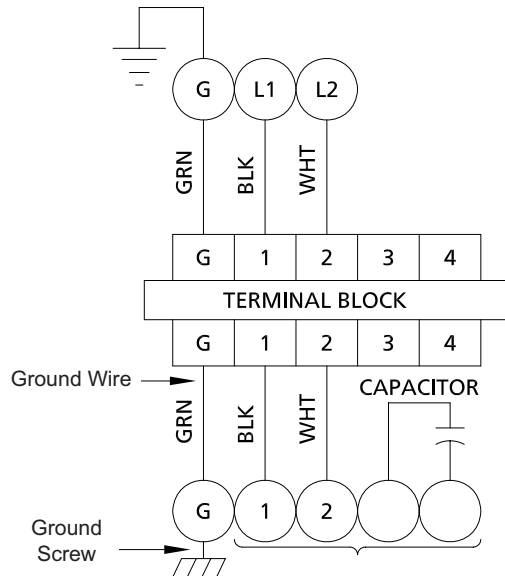 G L1 L2
GRN BLK WHT
G 1 2 3 4
TERMINAL BLOCK
G 1 2 3 4
Ground Wire
CAPACITOR
GRN BLK WHT
G 1 2
Ground
Screw